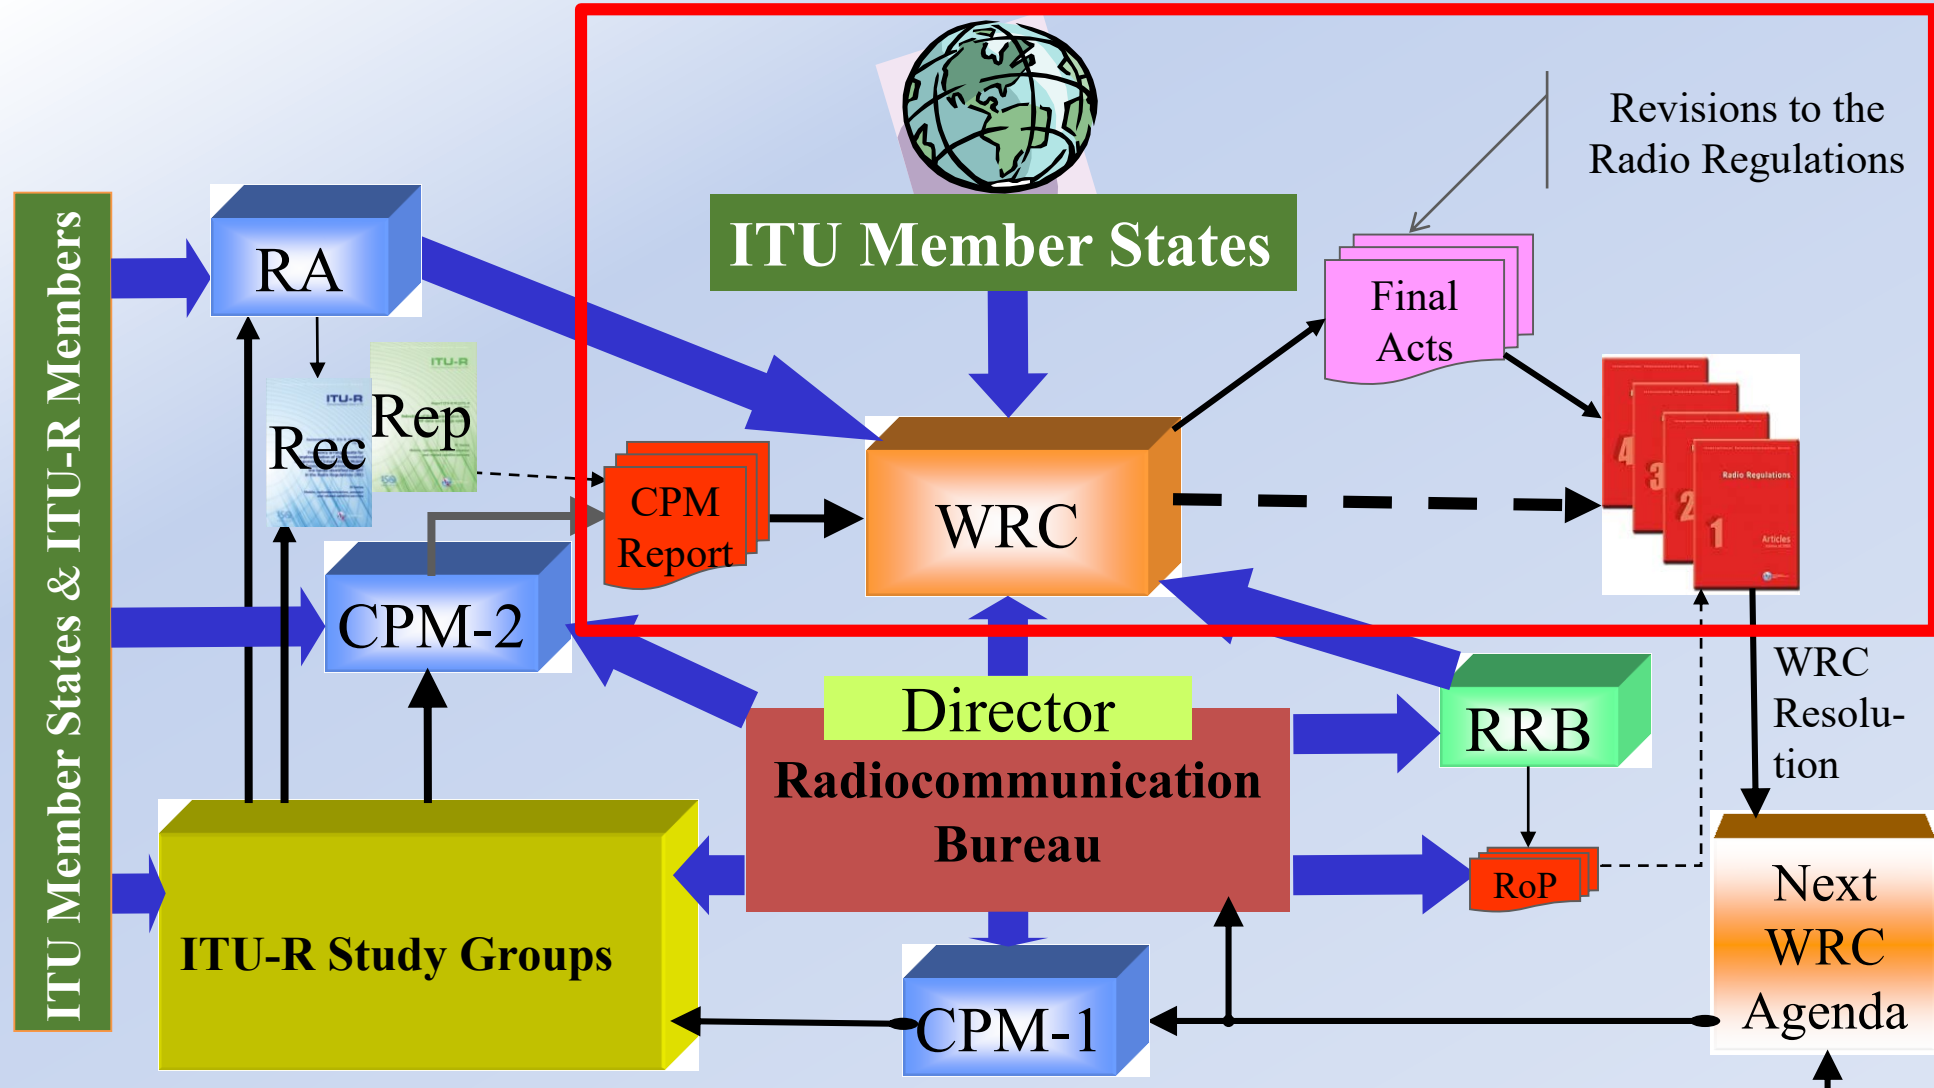 Revisions to the
Radio Regulations
ITU Member States
ITU Member States & ITU-R Members
RA
Final
Acts
ITU-R
ITU-R
Rep
Rec
CPM
Report
WRC
4
3
2
1
Radio Regulations
Articles
CPM-2
Director
Radiocommunication
Bureau
RRB
WRC
Resolu-
tion
RoP
Next
WRC
Agenda
ITU-R Study Groups
CPM-1